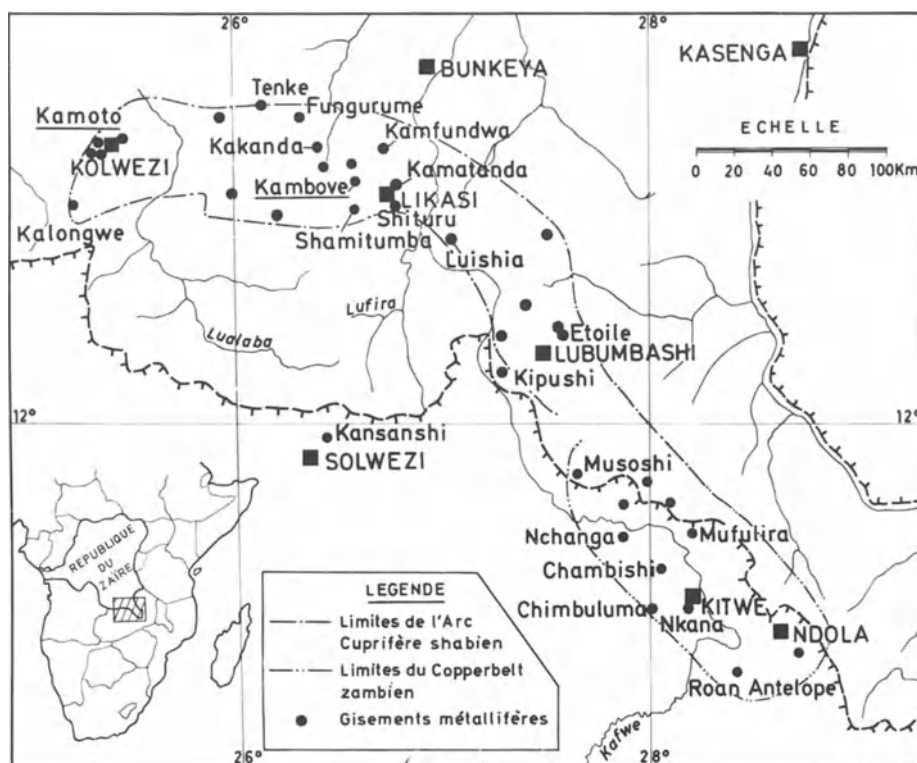 26°
28°
KASENGA
BUNKEYA
Tenke
Fungurume
Kamoto
Kakanda
Kamfundwa
ECHELLE
0 20 40 60 80 100Km
KOLWEZI
Kambove
Kamatanda
LIKASI
Shituru
Kalongwe
Shamitumba
Luishia
Lufira
Lualaba
Etoile
LUBUMBASHI
Kipushi
12°
12°
Kansanshi
SOLWEZI
Musoshi
Nchanga
Mufulira
REPUBLIQUE
DU
ZAÏRE
Chambishi
Chimbuluma
KITWE
Nkana
NDOLA
Roan Antelope
Kafwe
LEGENDE
Limites de l'Arc
Cuprifère shabien
Limites du Copperbelt
zambien
Gisements métallifères
26°
28°